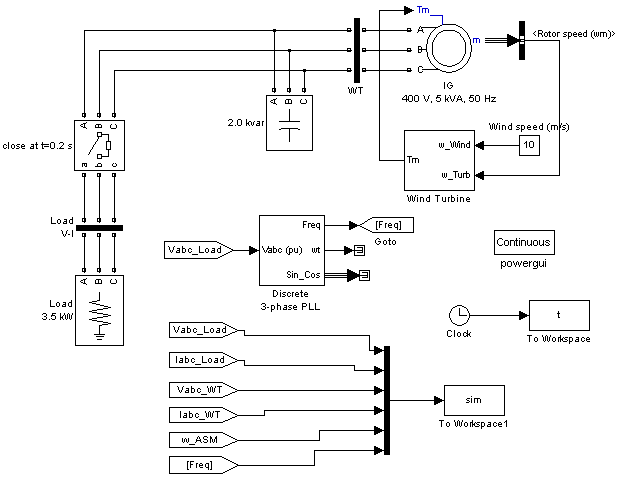 Tm
<Rotor speed (wm)>
A
m
B
C
WT
IG
400 V, 5 kVA, 50 Hz
A B C
A B C
2.0 kvar
close at t=0.2 s
a b c
Wind speed (m/s)
w_Wind
10
Tm
w_Turb
Wind Turbine
Load
V-I
Freq
[Freq]
Goto
Vabc_Load
Vabc (pu)
wt
Sin_Cos
Discrete
3-phase PLL
Continuous
powergui
A B C
Load
3.5 kW
t
Clock
To Workspace
Vabc_Load
Iabc_Load
Vabc_WT
Iabc_WT
w_ASM
[Freq]
sim
To Workspace1